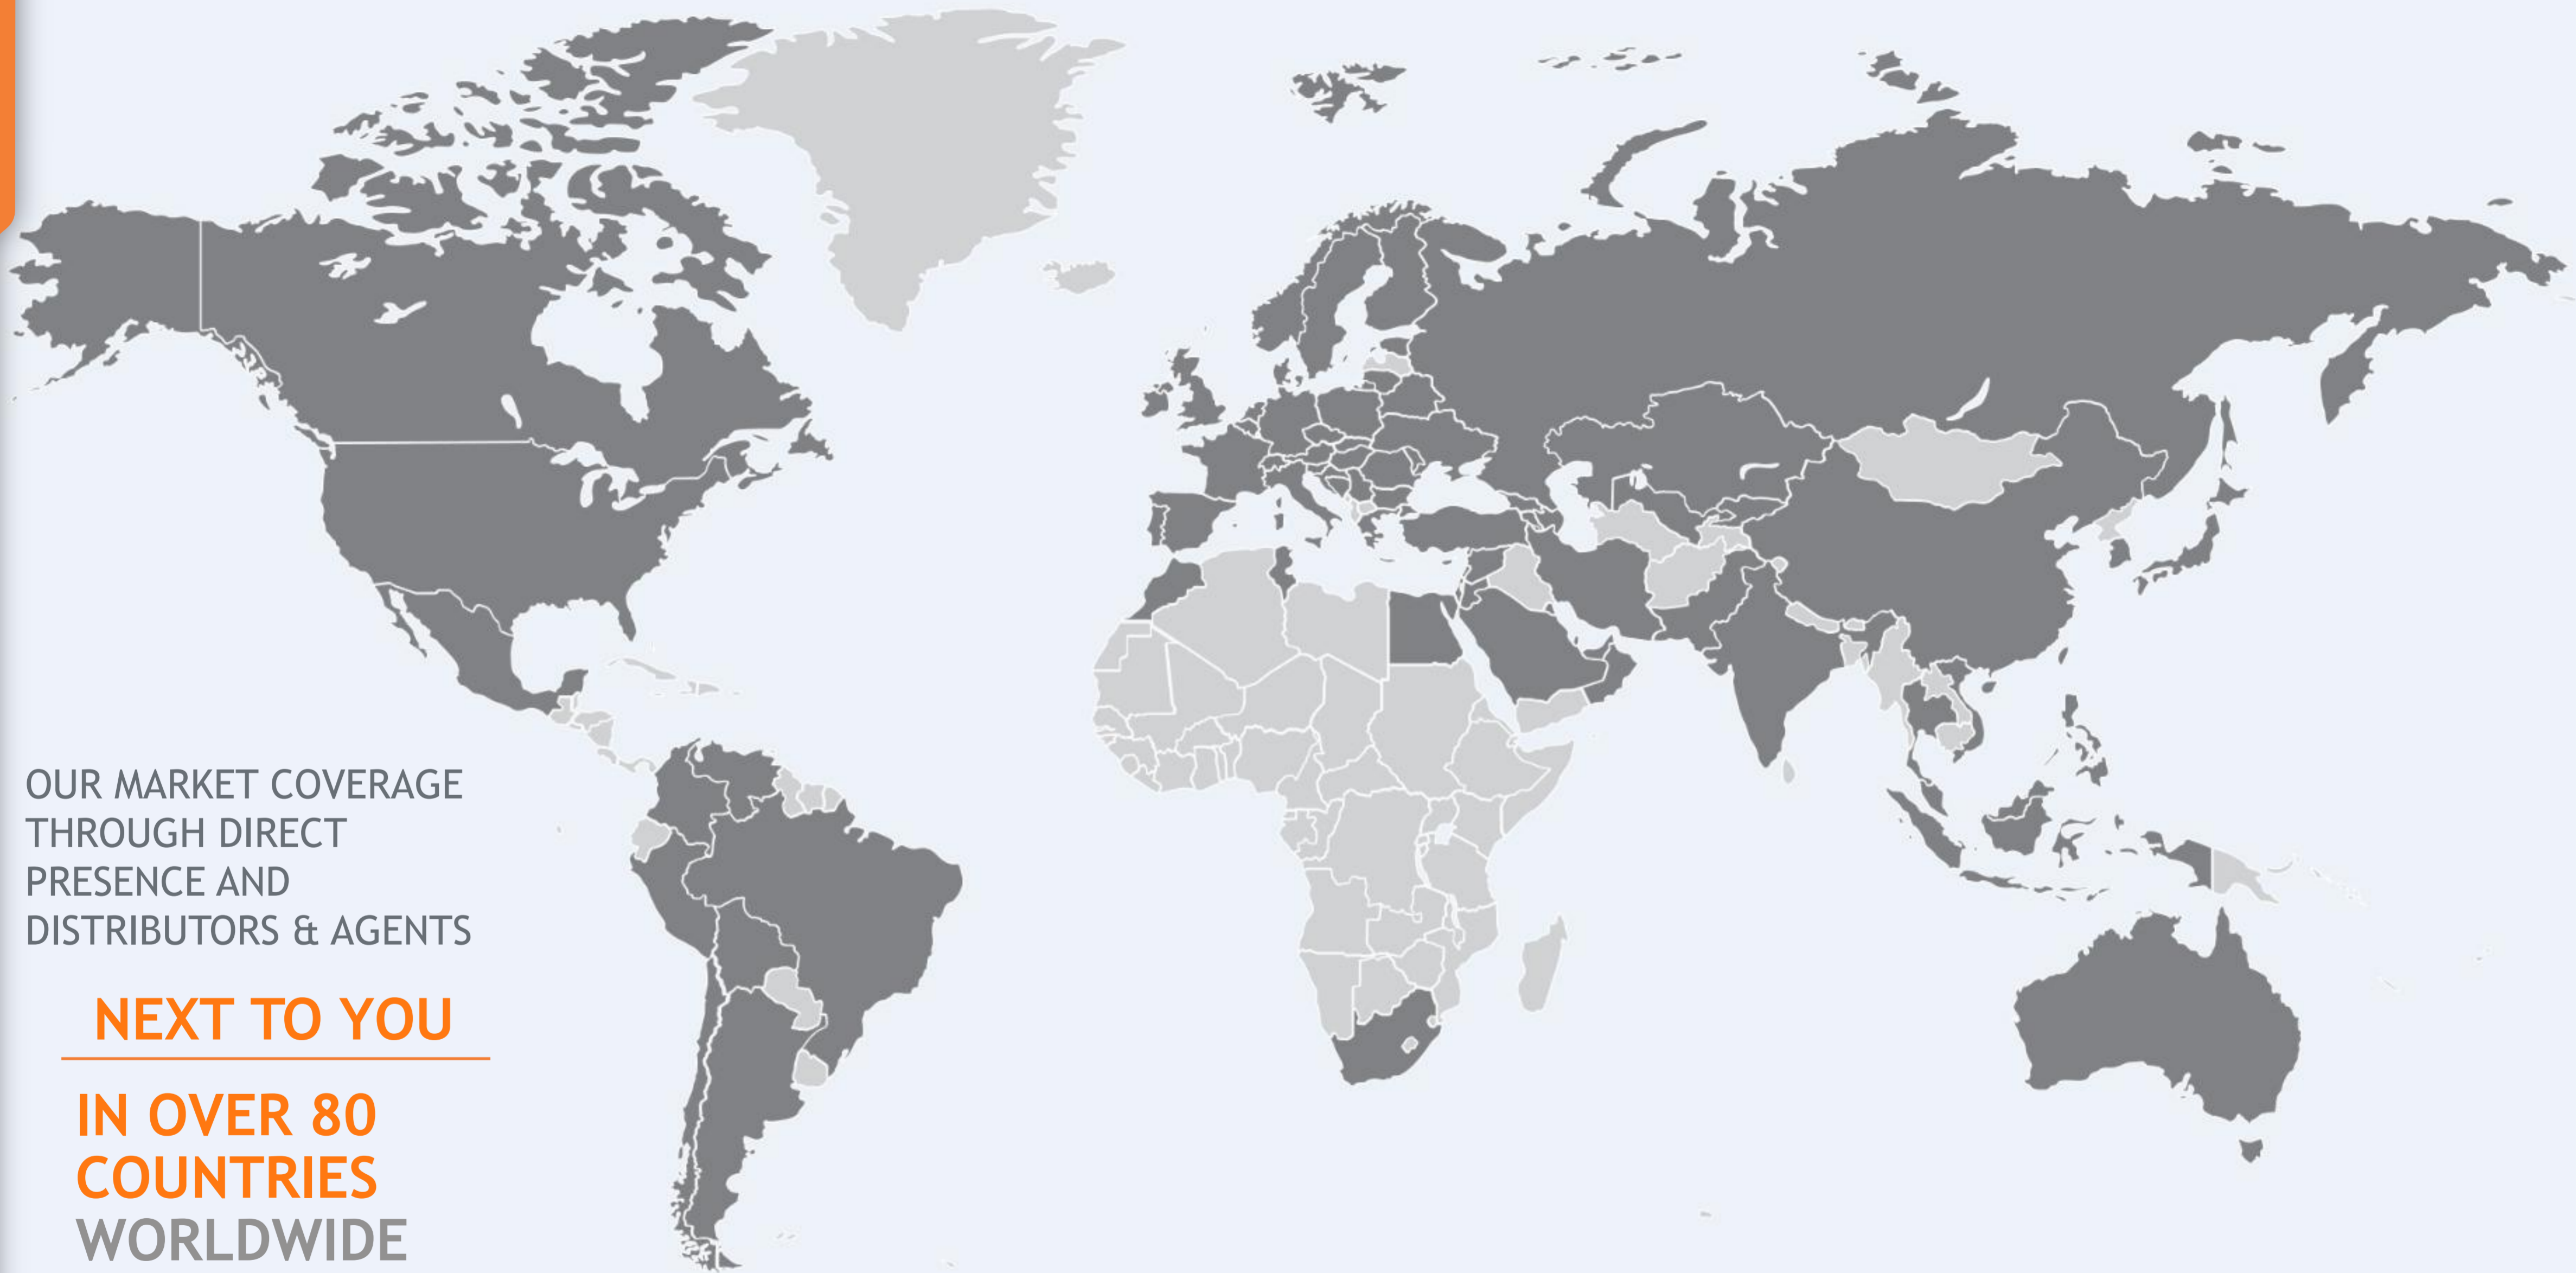 OUR MARKET COVERAGE
THROUGH DIRECT
PRESENCE AND
DISTRIBUTORS & AGENTS
NEXT TO YOU
IN OVER 80
COUNTRIES
WORLDWIDE